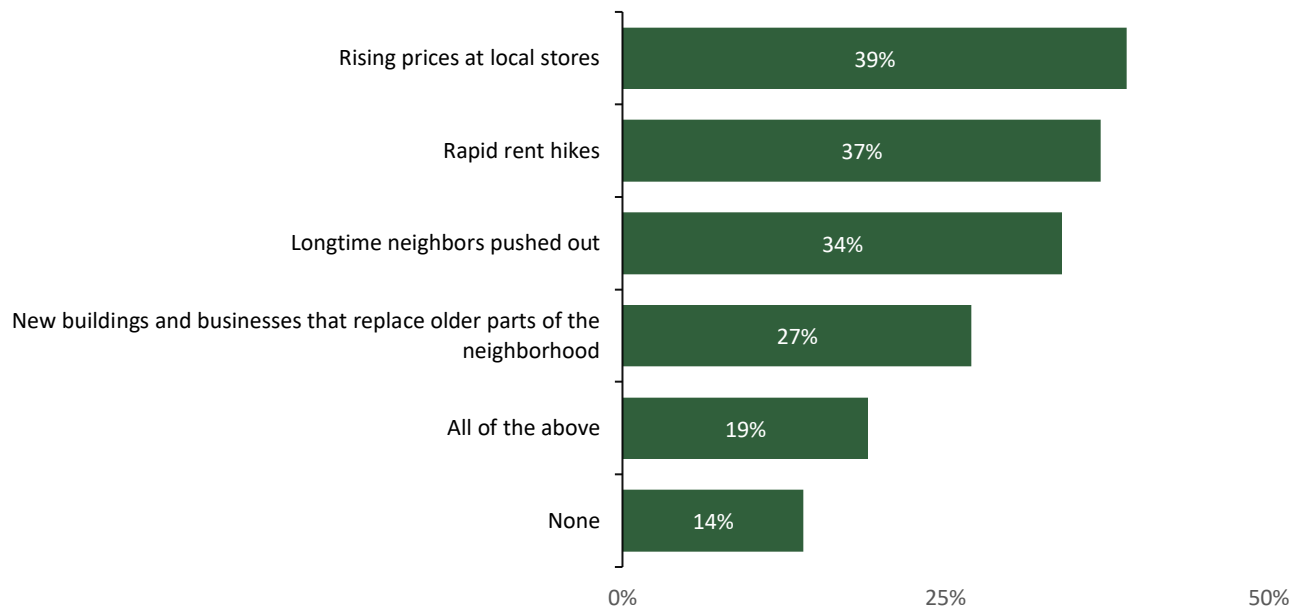 Rising prices at local stores
39%
Rapid rent hikes
37%
Longtime neighbors pushed out
34%
New buildings and businesses that replace older parts of the
neighborhood
27%
All of the above
19%
None
14%
0%
25%
50%